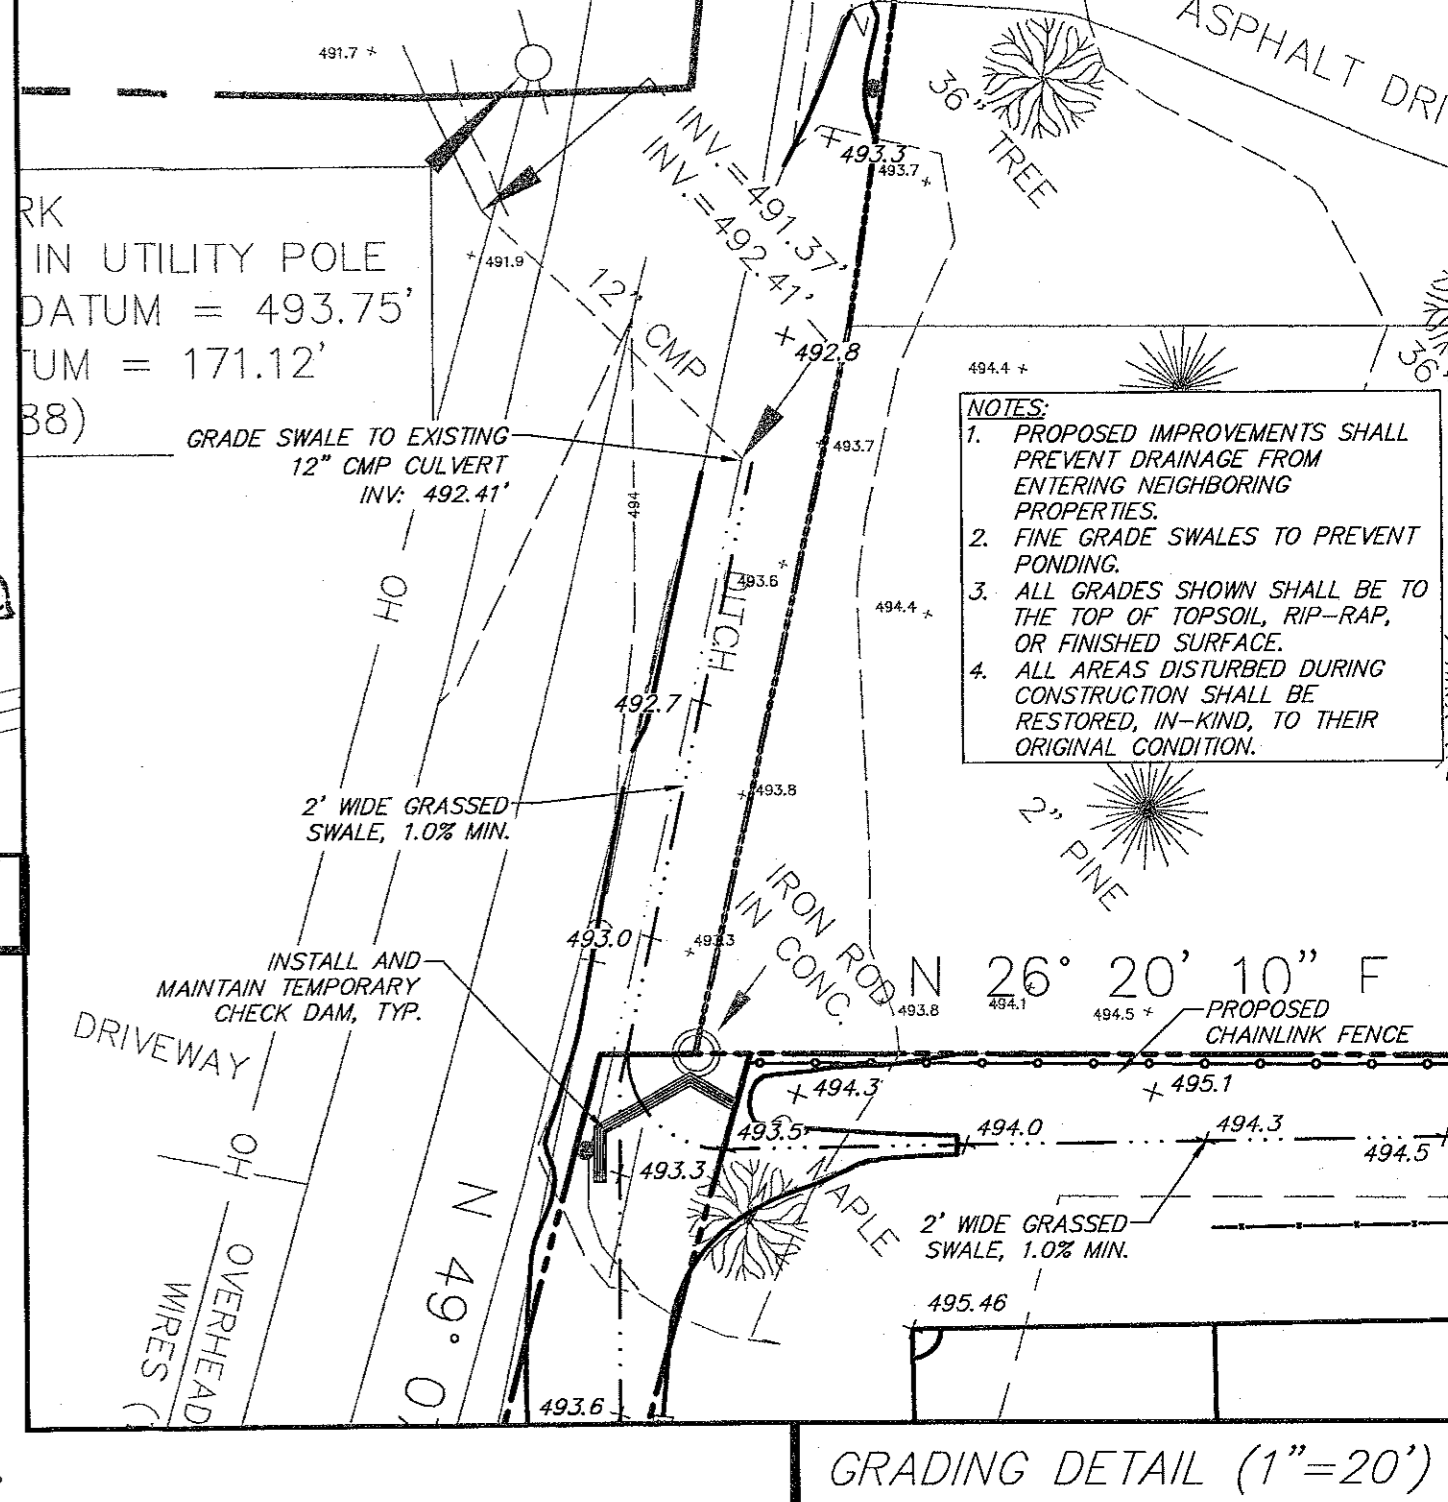 491.7
ASPHALT DRI
36" TREE
INV.=491.37'
INV.=492.41'
493.3
493.7
RK
IN UTILITY POLE
DATUM = 493.75'
TUM = 171.12'
88)
491.9
12" CMP
492.8
494.4
36"
GRADE SWALE TO EXISTING
12" CMP CULVERT
INV: 492.41'
494
493.7
NOTES:
1. PROPOSED IMPROVEMENTS SHALL
PREVENT DRAINAGE FROM
ENTERING NEIGHBORING
PROPERTIES.
2. FINE GRADE SWALES TO PREVENT
PONDING.
3. ALL GRADES SHOWN SHALL BE TO
THE TOP OF TOPSOIL, RIP-RAP,
OR FINISHED SURFACE.
4. ALL AREAS DISTURBED DURING
CONSTRUCTION SHALL BE
RESTORED, IN-KIND, TO THEIR
ORIGINAL CONDITION.
OH
DITCH
493.6
494.4
492.7
2' WIDE GRASSED
SWALE, 1.0% MIN.
493.8
2" PINE
IRON ROD
IN CONC.
493.0
493.3
INSTALL AND
MAINTAIN TEMPORARY
CHECK DAM, TYP.
N 26° 20' 10"
493.8
494.1
494.5
PROPOSED
CHAINLINK FENCE
DRIVEWAY
OH
494.3
495.1
493.5
494.0
494.3
494.5
493.3
MAPLE
2' WIDE GRASSED
SWALE, 1.0% MIN.
N 49° 0
OVERHEAD
WIRES (
495.46
493.6
GRADING DETAIL (1"=20')